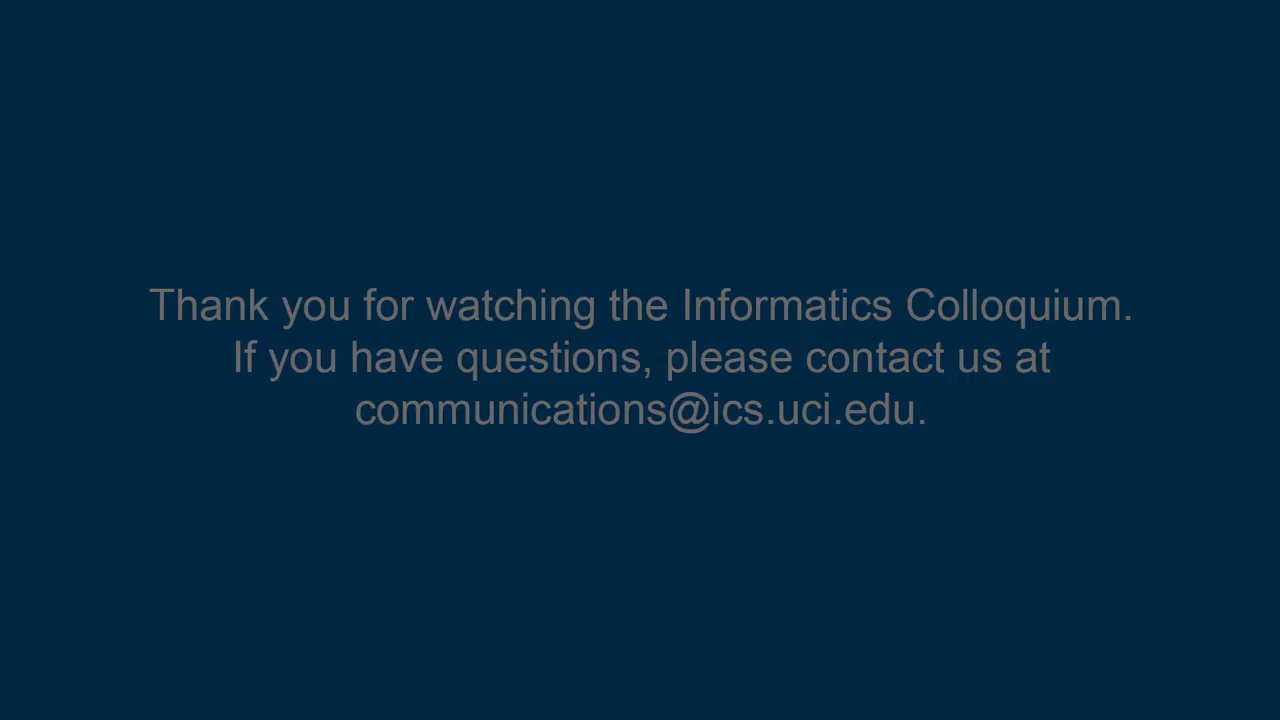 Thank you for watching the Informatics Colloquium.
If you have questions, please contact us at
communications@ics.uci.edu.